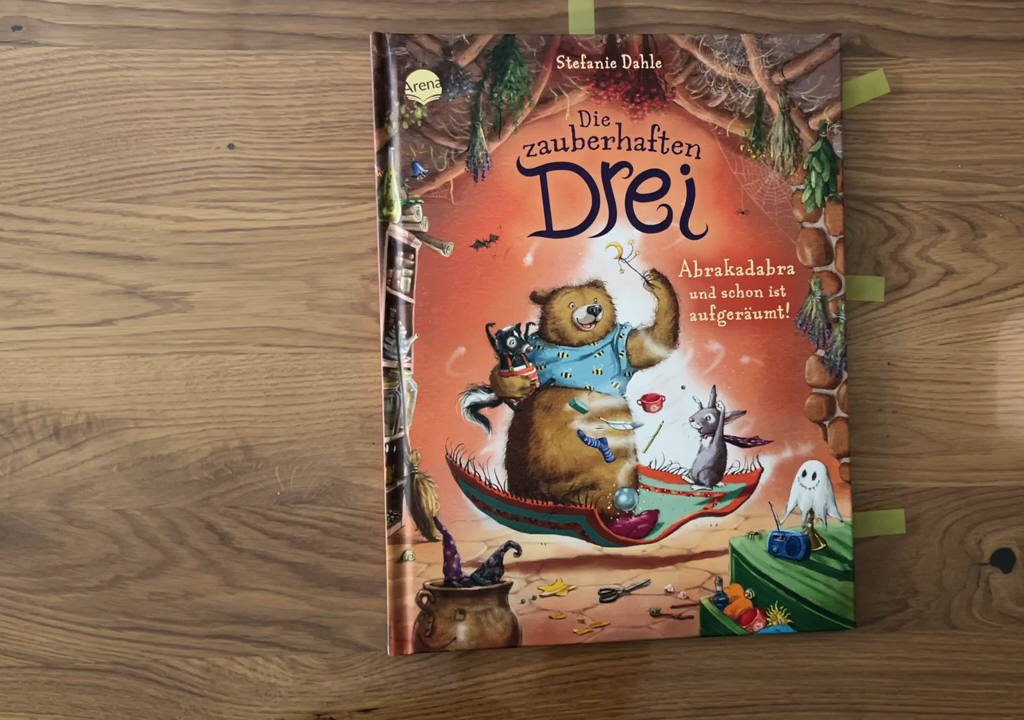 Stefanie Dahle
Arena
Die
zauberhaften
Drei
Abrakadabra
und schon ist
aufgeräumt!